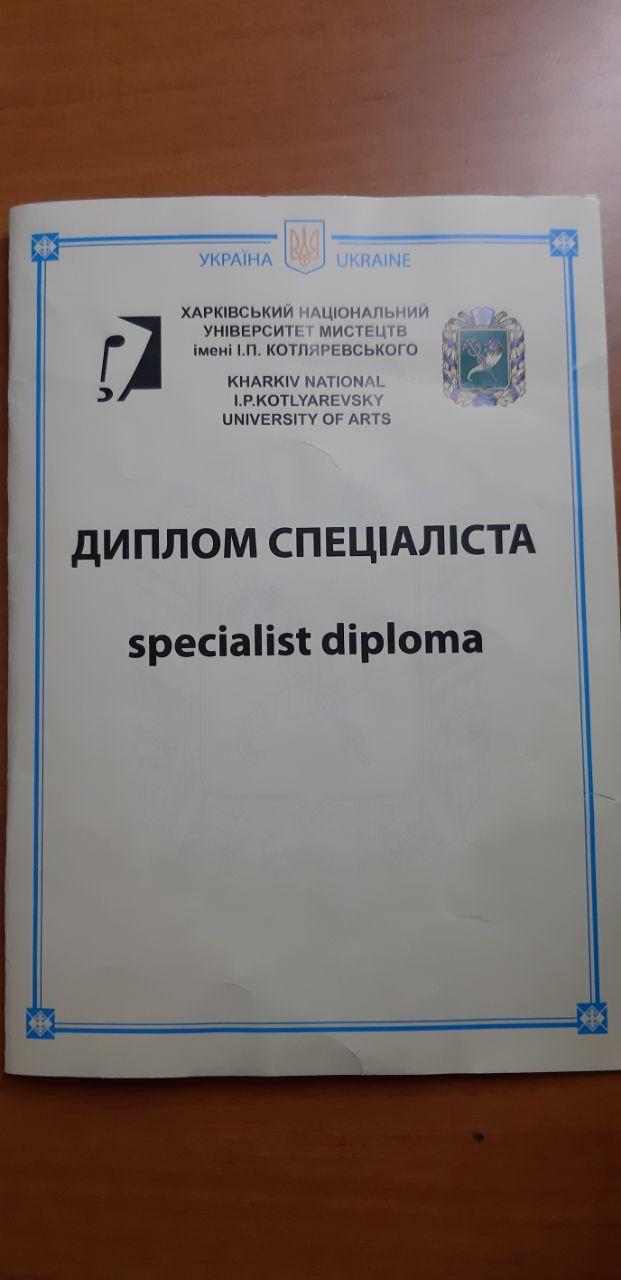 УКРАЇНА UKRAINE
ХАРКІВСЬКИЙ НАЦІОНАЛЬНИЙ
УНІВЕРСИТЕТ МИСТЕЦТВ
імені І.П. КОТЛЯРЕВСЬКОГО
KHARKIV NATIONAL
I.P.KOTLYAREVSKY
UNIVERSITY OF ARTS
ДИПЛОМ СПЕЦІАЛІСТА
specialist diploma